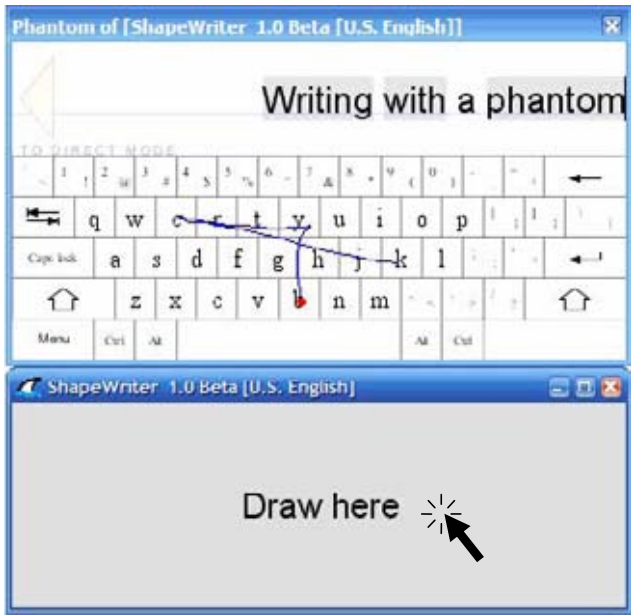 Phantom of [ShapeWriter 1.0 Beta [U.S. English]]
Writing with a phantom
TO DIRECT MODE
1 2 3 4 5 6 7 8 9 0
q w e r t y u i o p
Caps lock a s d f g h j k l
z x c v b n m
Menu Ctrl Alt Alt Ctrl
ShapeWriter 1.0 Beta [U.S. English]
Draw here